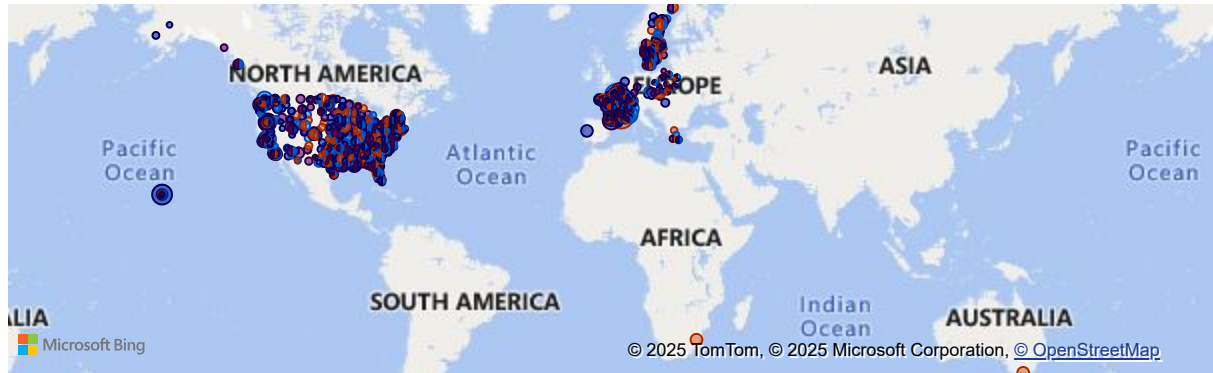 NORTH AMERICA
EUROPE
ASIA
Pacific
Ocean
Atlantic
Ocean
Pacific
Ocean
AFRICA
SOUTH AMERICA
Indian
Ocean
ALIA
AUSTRALIA
Microsoft Bing
© 2025 TomTom, © 2025 Microsoft Corporation, © OpenStreetMap